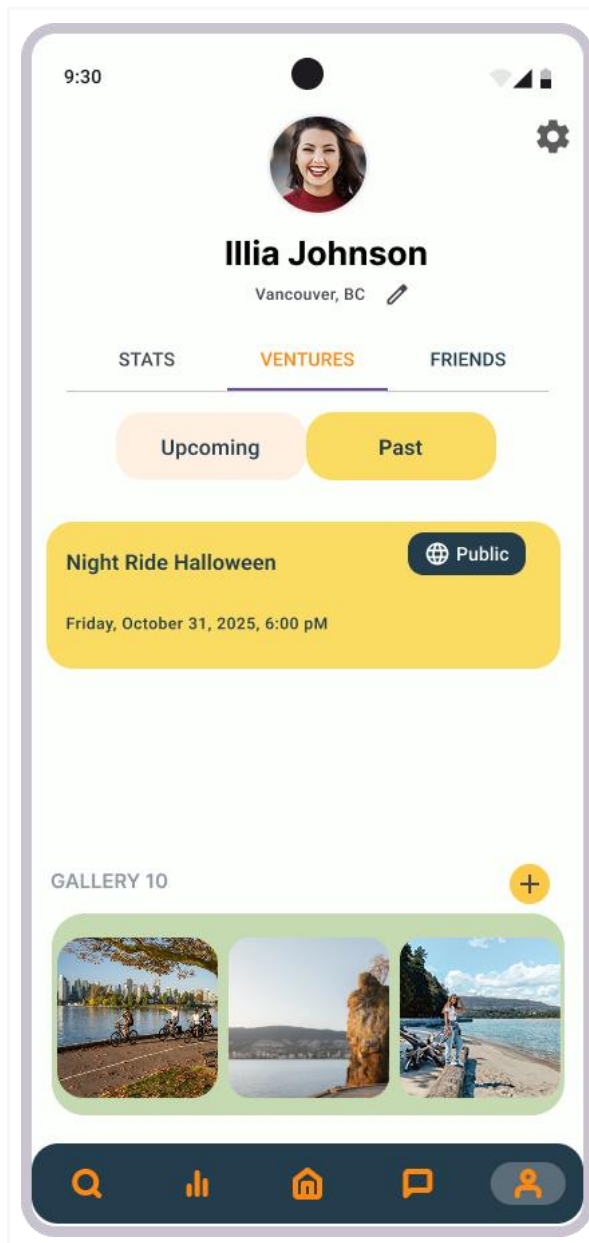 9:30
Illia Johnson
Vancouver, BC
STATS VENTURES FRIENDS
Upcoming Past
Night Ride Halloween
Public
Friday, October 31, 2025, 6:00 pM
GALLERY 10